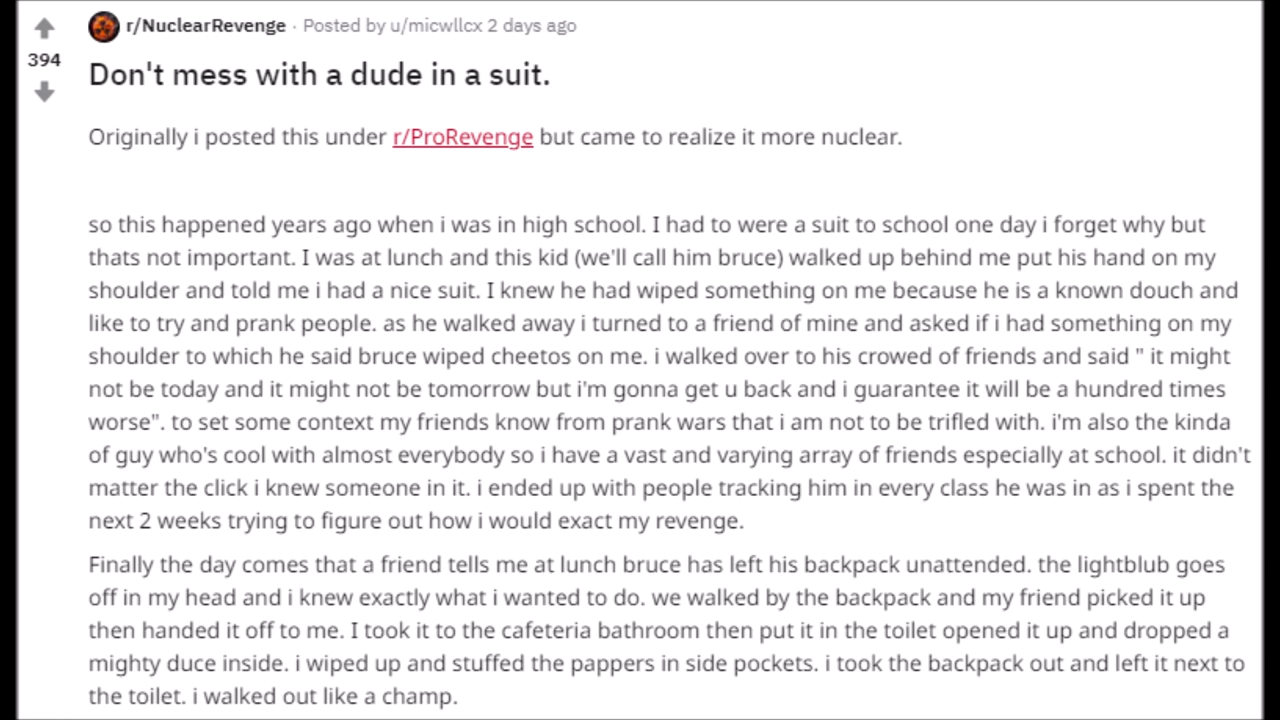 r/NuclearRevenge · Posted by u/micwllcx 2 days ago
394
Don't mess with a dude in a suit.
Originally i posted this under r/ProRevenge but came to realize it more nuclear.
so this happened years ago when i was in high school. I had to were a suit to school one day i forget why but
thats not important. I was at lunch and this kid (we'll call him bruce) walked up behind me put his hand on my
shoulder and told me i had a nice suit. I knew he had wiped something on me because he is a known douch and
like to try and prank people. as he walked away i turned to a friend of mine and asked if i had something on my
shoulder to which he said bruce wiped cheetos on me. i walked over to his crowed of friends and said " it might
not be today and it might not be tomorrow but i'm gonna get u back and i guarantee it will be a hundred times
worse". to set some context my friends know from prank wars that i am not to be trifled with. i'm also the kinda
of guy who's cool with almost everybody so i have a vast and varying array of friends especially at school. it didn't
matter the click i knew someone in it. i ended up with people tracking him in every class he was in as i spent the
next 2 weeks trying to figure out how i would exact my revenge.
Finally the day comes that a friend tells me at lunch bruce has left his backpack unattended. the lightblub goes
off in my head and i knew exactly what i wanted to do. we walked by the backpack and my friend picked it up
then handed it off to me. I took it to the cafeteria bathroom then put it in the toilet opened it up and dropped a
mighty duce inside. i wiped up and stuffed the pappers in side pockets. i took the backpack out and left it next to
the toilet. i walked out like a champ.